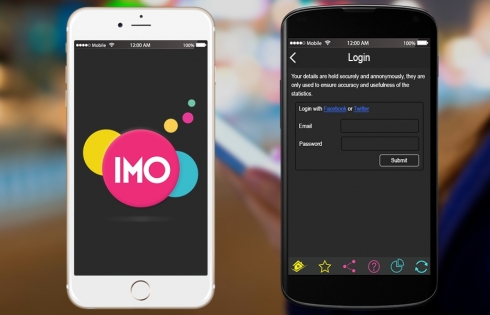 Mobile 12:00 AM 100%
IMO
Mobile 12:00 AM 100%
Login
Your details are held securely and annonymously, they are
only used to ensure accuracy and usefulness of the
statistics.
Login with Facebook or Twitter
Email
Password
Submit
?